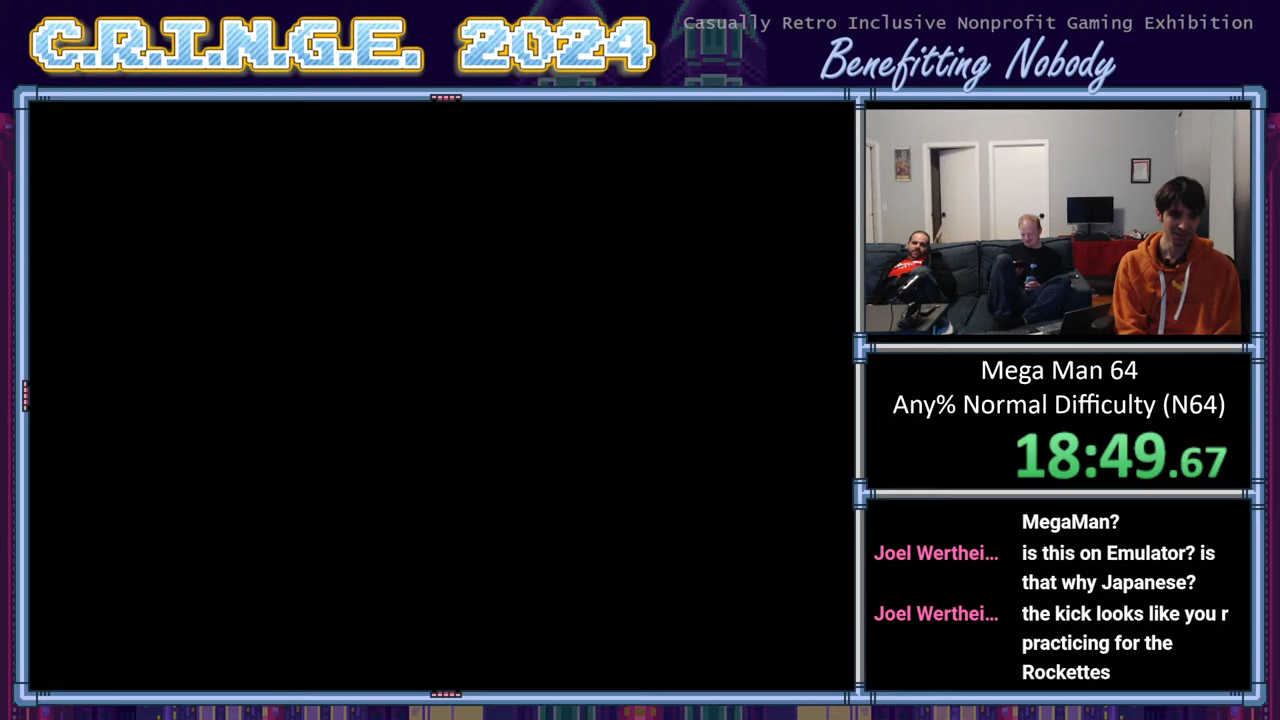 C.R.I.N.G.E. 2024
Casually Retro Inclusive Nonprofit Gaming Exhibition
Benefitting Nobody
Mega Man 64
Any% Normal Difficulty (N64)
18:49.67
MegaMan?
Joel Werthei... is this on Emulator? is
that why Japanese?
Joel Werthei... the kick looks like you r
practicing for the
Rockettes